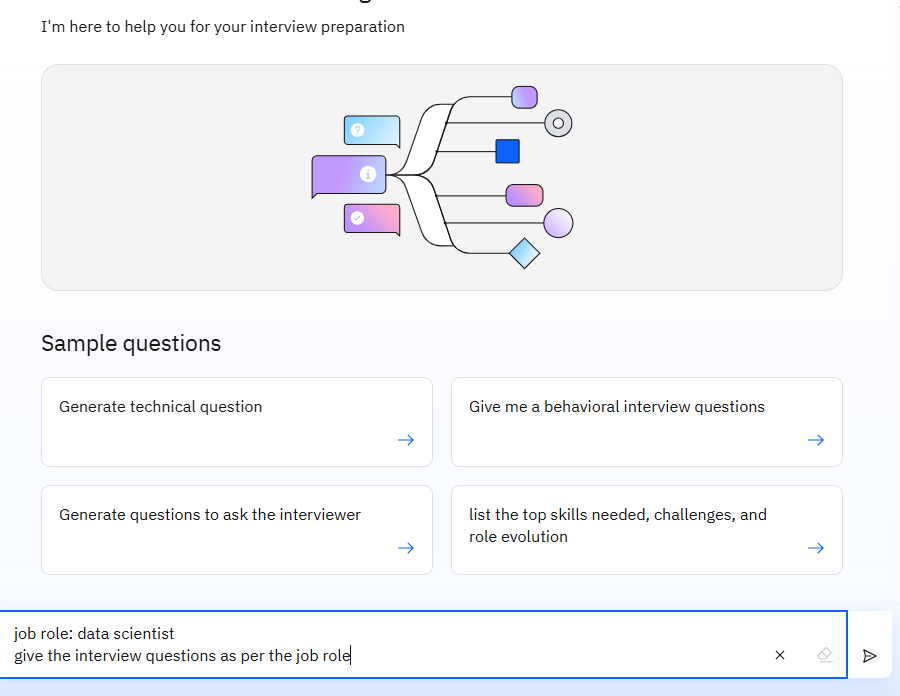 I'm here to help you for your interview preparation
Sample questions
Generate technical question
Give me a behavioral interview questions
Generate questions to ask the interviewer
list the top skills needed, challenges, and
role evolution
job role: data scientist
give the interview questions as per the job role